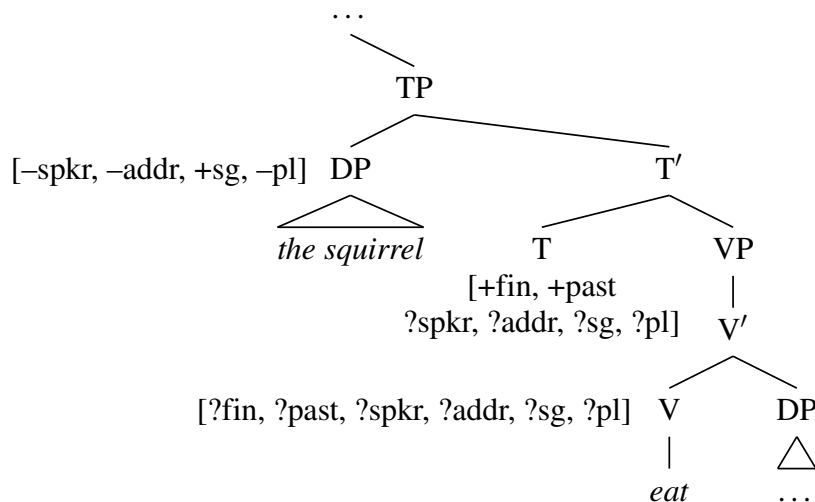 …
TP
[–spkr, –addr, +sg, –pl] DP T′
the squirrel T VP
[+fin, +past
?spkr, ?addr, ?sg, ?pl] V′
[?fin, ?past, ?spkr, ?addr, ?sg, ?pl] V DP
eat …